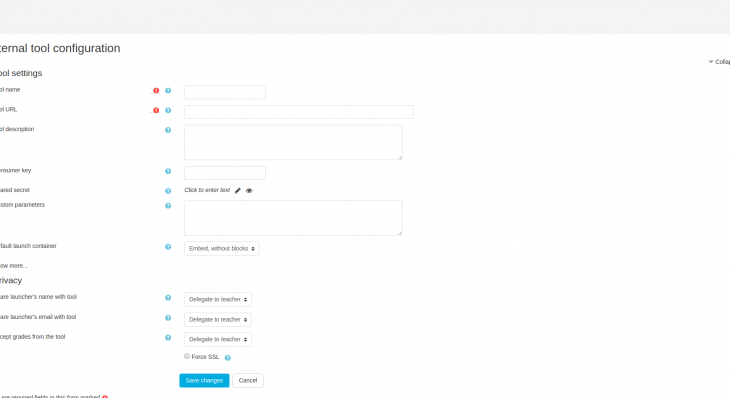 ternal tool configuration
Colla
ool settings
ol name
ol URL
ol description
nsumer key
ared secret
Click to enter text
stom parameters
fault launch container
Embed, without blocks
ow more...
rivacy
are launcher's name with tool
Delegate to teacher
are launcher's email with tool
Delegate to teacher
cept grades from the tool
Delegate to teacher
Force SSL
Save changes
Cancel
are required fields in this form marked